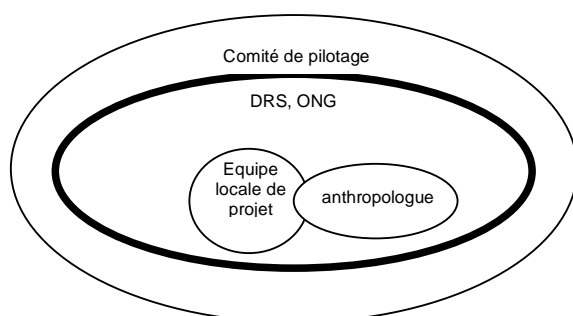 Comité de pilotage
DRS, ONG
Equipe
locale de
projet
anthropologue